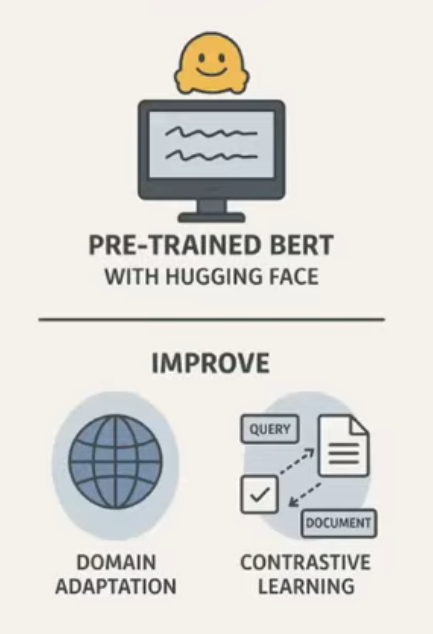 PRE-TRAINED BERT
WITH HUGGING FACE
IMPROVE
QUERY
DOCUMENT
DOMAIN
ADAPTATION
CONTRASTIVE
LEARNING